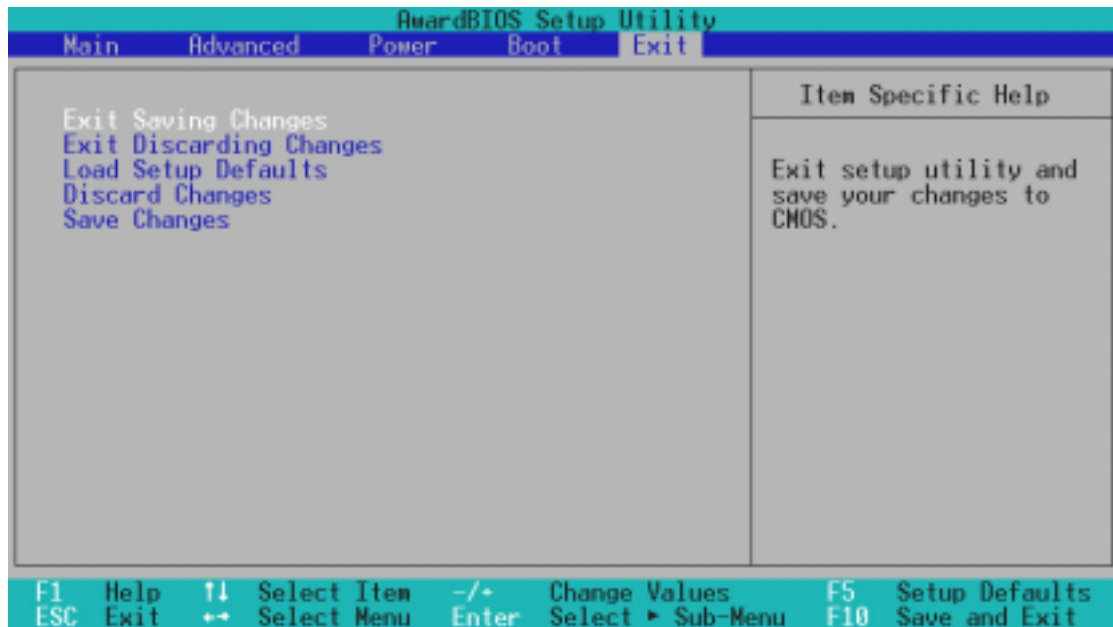 AwardBIOS Setup Utility
Main Advanced Power Boot Exit
Exit Saving Changes
Exit Discarding Changes
Load Setup Defaults
Discard Changes
Save Changes
Item Specific Help
Exit setup utility and
save your changes to
CMOS.
F1 Help ↑↓ Select Item -/+ Change Values F5 Setup Defaults
ESC Exit ←→ Select Menu Enter Select ► Sub-Menu F10 Save and Exit